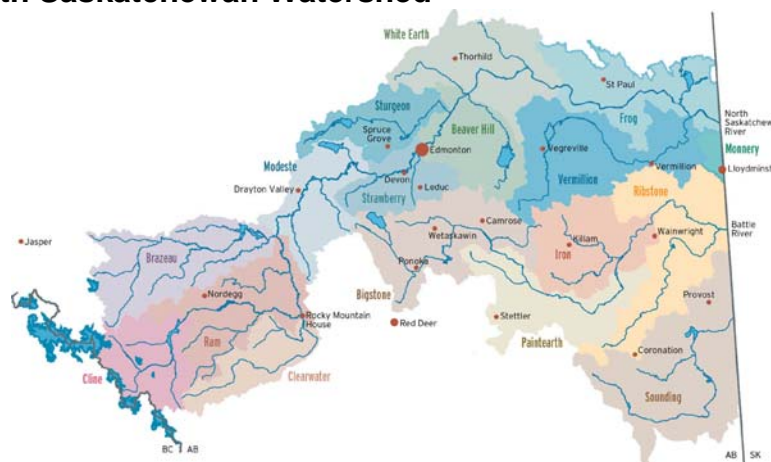 th Saskatchewan Watershed
White Earth
Thorhild
St Paul
Sturgeon
Spruce
Grove
Beaver Hill
Frog
North
Saskatchew
River
Edmonton
Vegreville
Monnery
Modeste
Devon
Vermillion
Lloydminst
Drayton Valley
Leduc
Vermillion
Ribstone
Strawberry
Camrose
Battle
River
Wetaskawin
Killam
Wainwright
Jasper
Brazeau
Iron
Ponoka
Nordegg
Bigstone
Provost
Rocky Mountain
House
Red Deer
Stettler
Ram
Paintearth
Coronation
Cline
Clearwater
Sounding
BC
AB
AB
SK